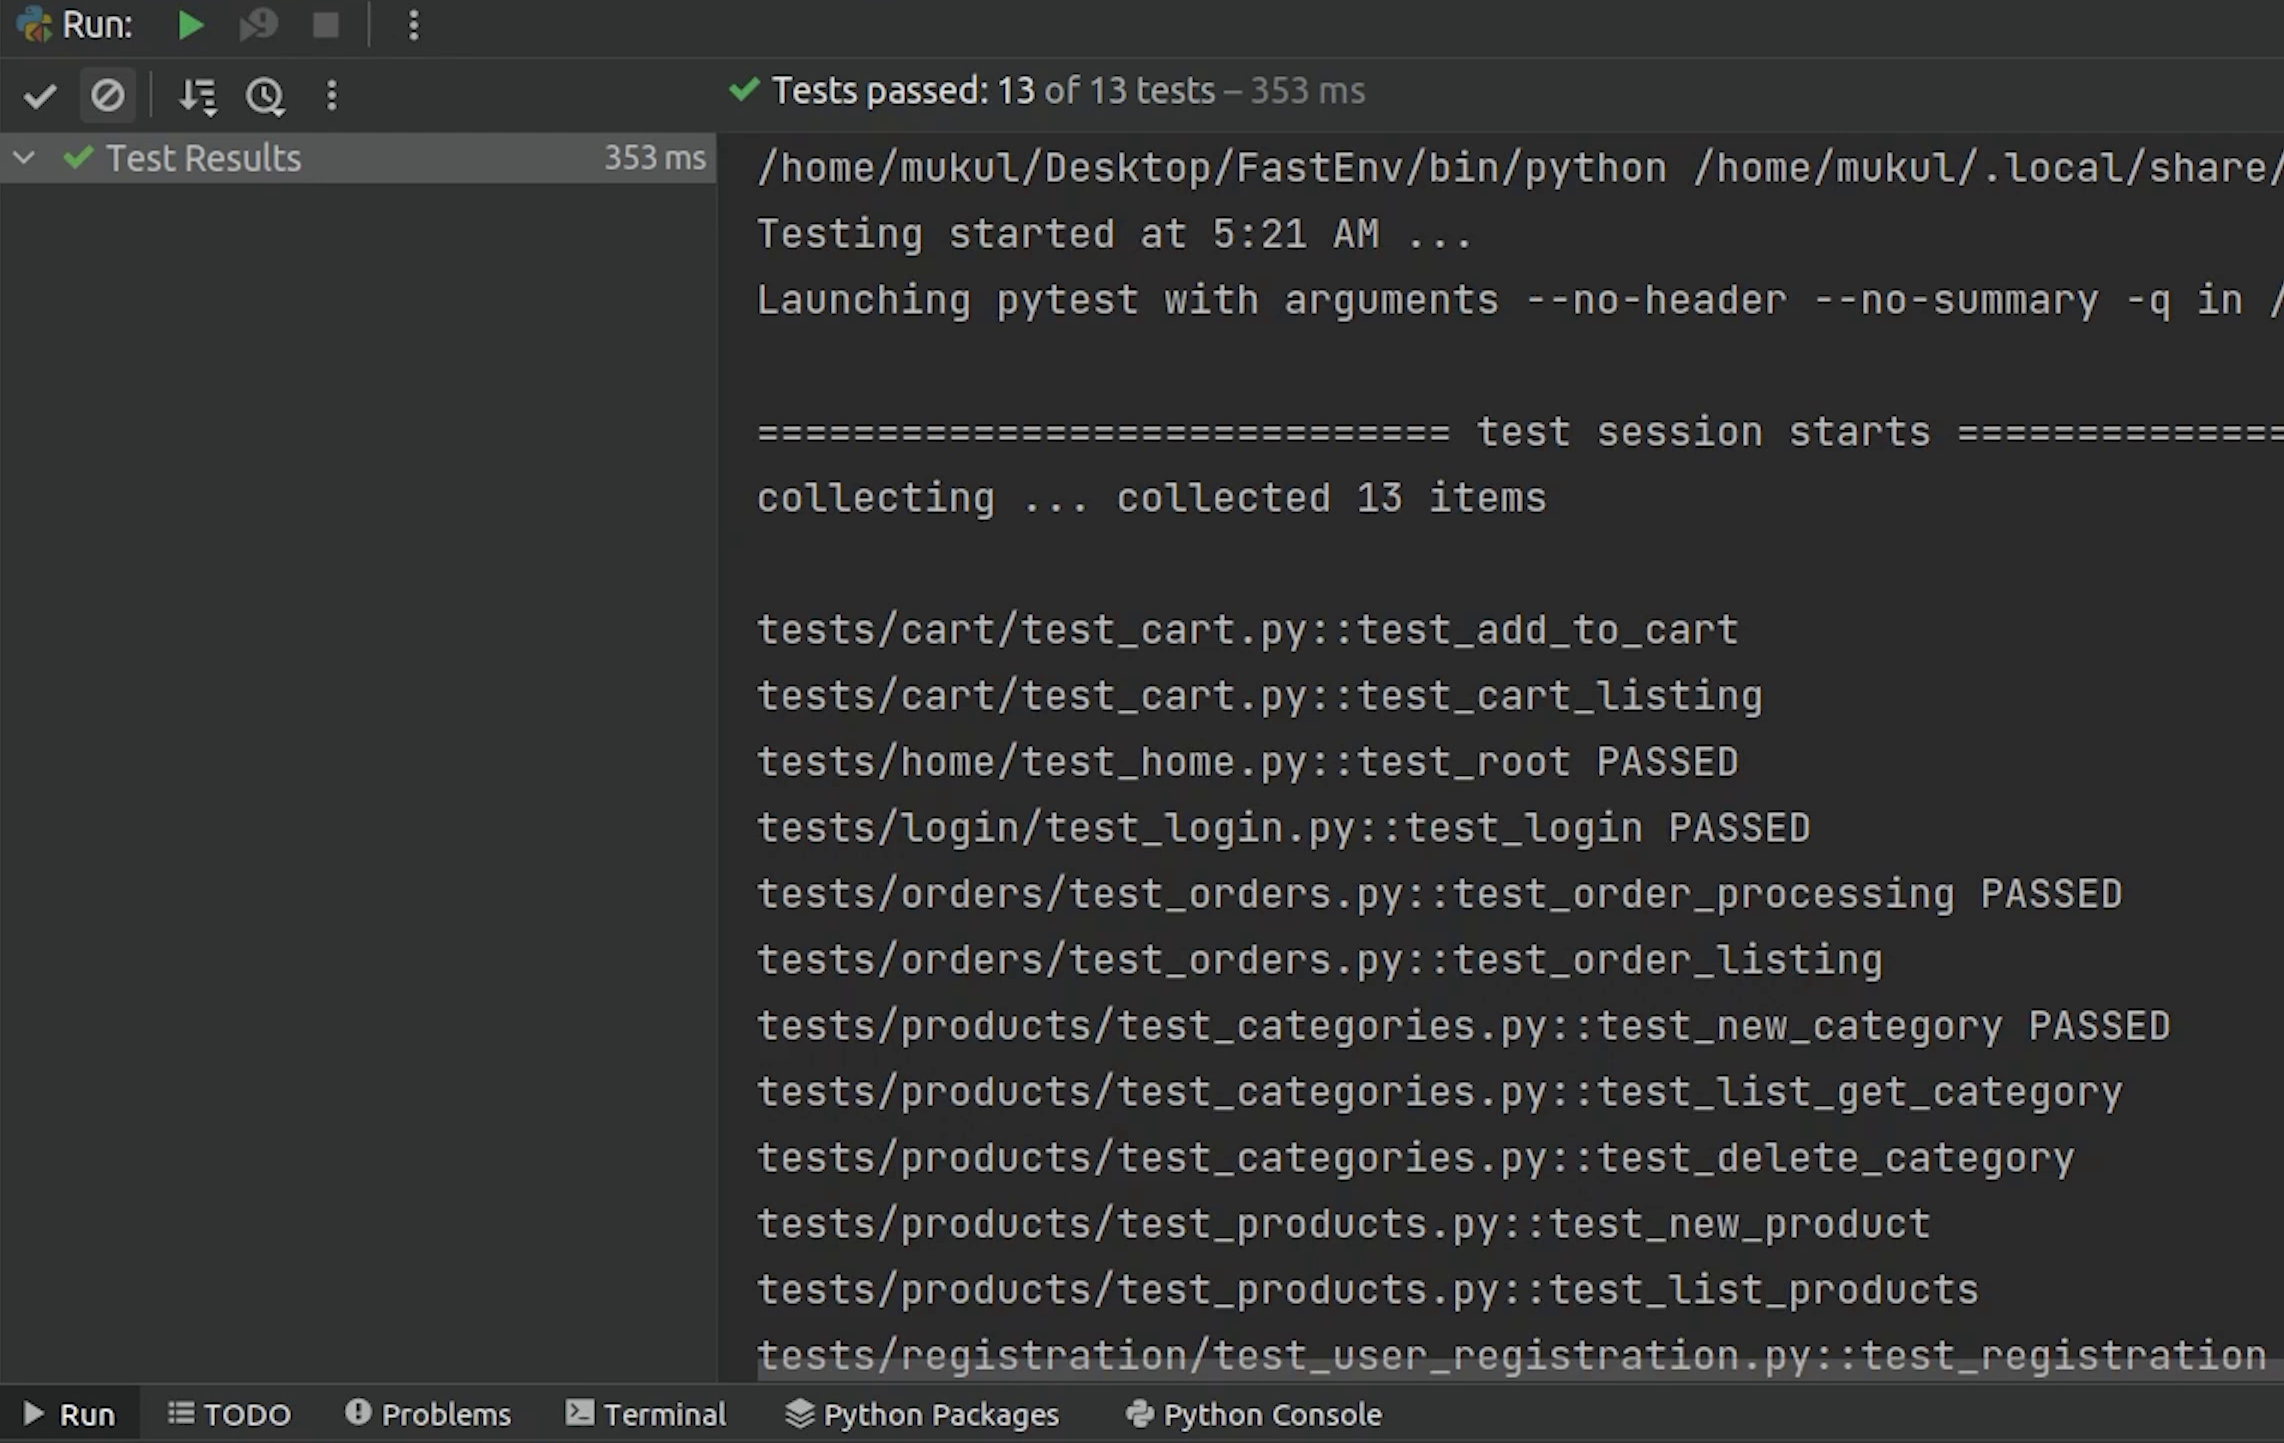 Run:
Tests passed: 13 of 13 tests – 353 ms
Test Results 353 ms
/home/mukul/Desktop/FastEnv/bin/python /home/mukul/.local/share/
Testing started at 5:21 AM ...
Launching pytest with arguments --no-header --no-summary -q in /
============================= test session starts ==============
collecting ... collected 13 items
tests/cart/test_cart.py::test_add_to_cart
tests/cart/test_cart.py::test_cart_listing
tests/home/test_home.py::test_root PASSED
tests/login/test_login.py::test_login PASSED
tests/orders/test_orders.py::test_order_processing PASSED
tests/orders/test_orders.py::test_order_listing
tests/products/test_categories.py::test_new_category PASSED
tests/products/test_categories.py::test_list_get_category
tests/products/test_categories.py::test_delete_category
tests/products/test_products.py::test_new_product
tests/products/test_products.py::test_list_products
tests/registration/test_user_registration.py::test_registration
Run TODO Problems Terminal Python Packages Python Console